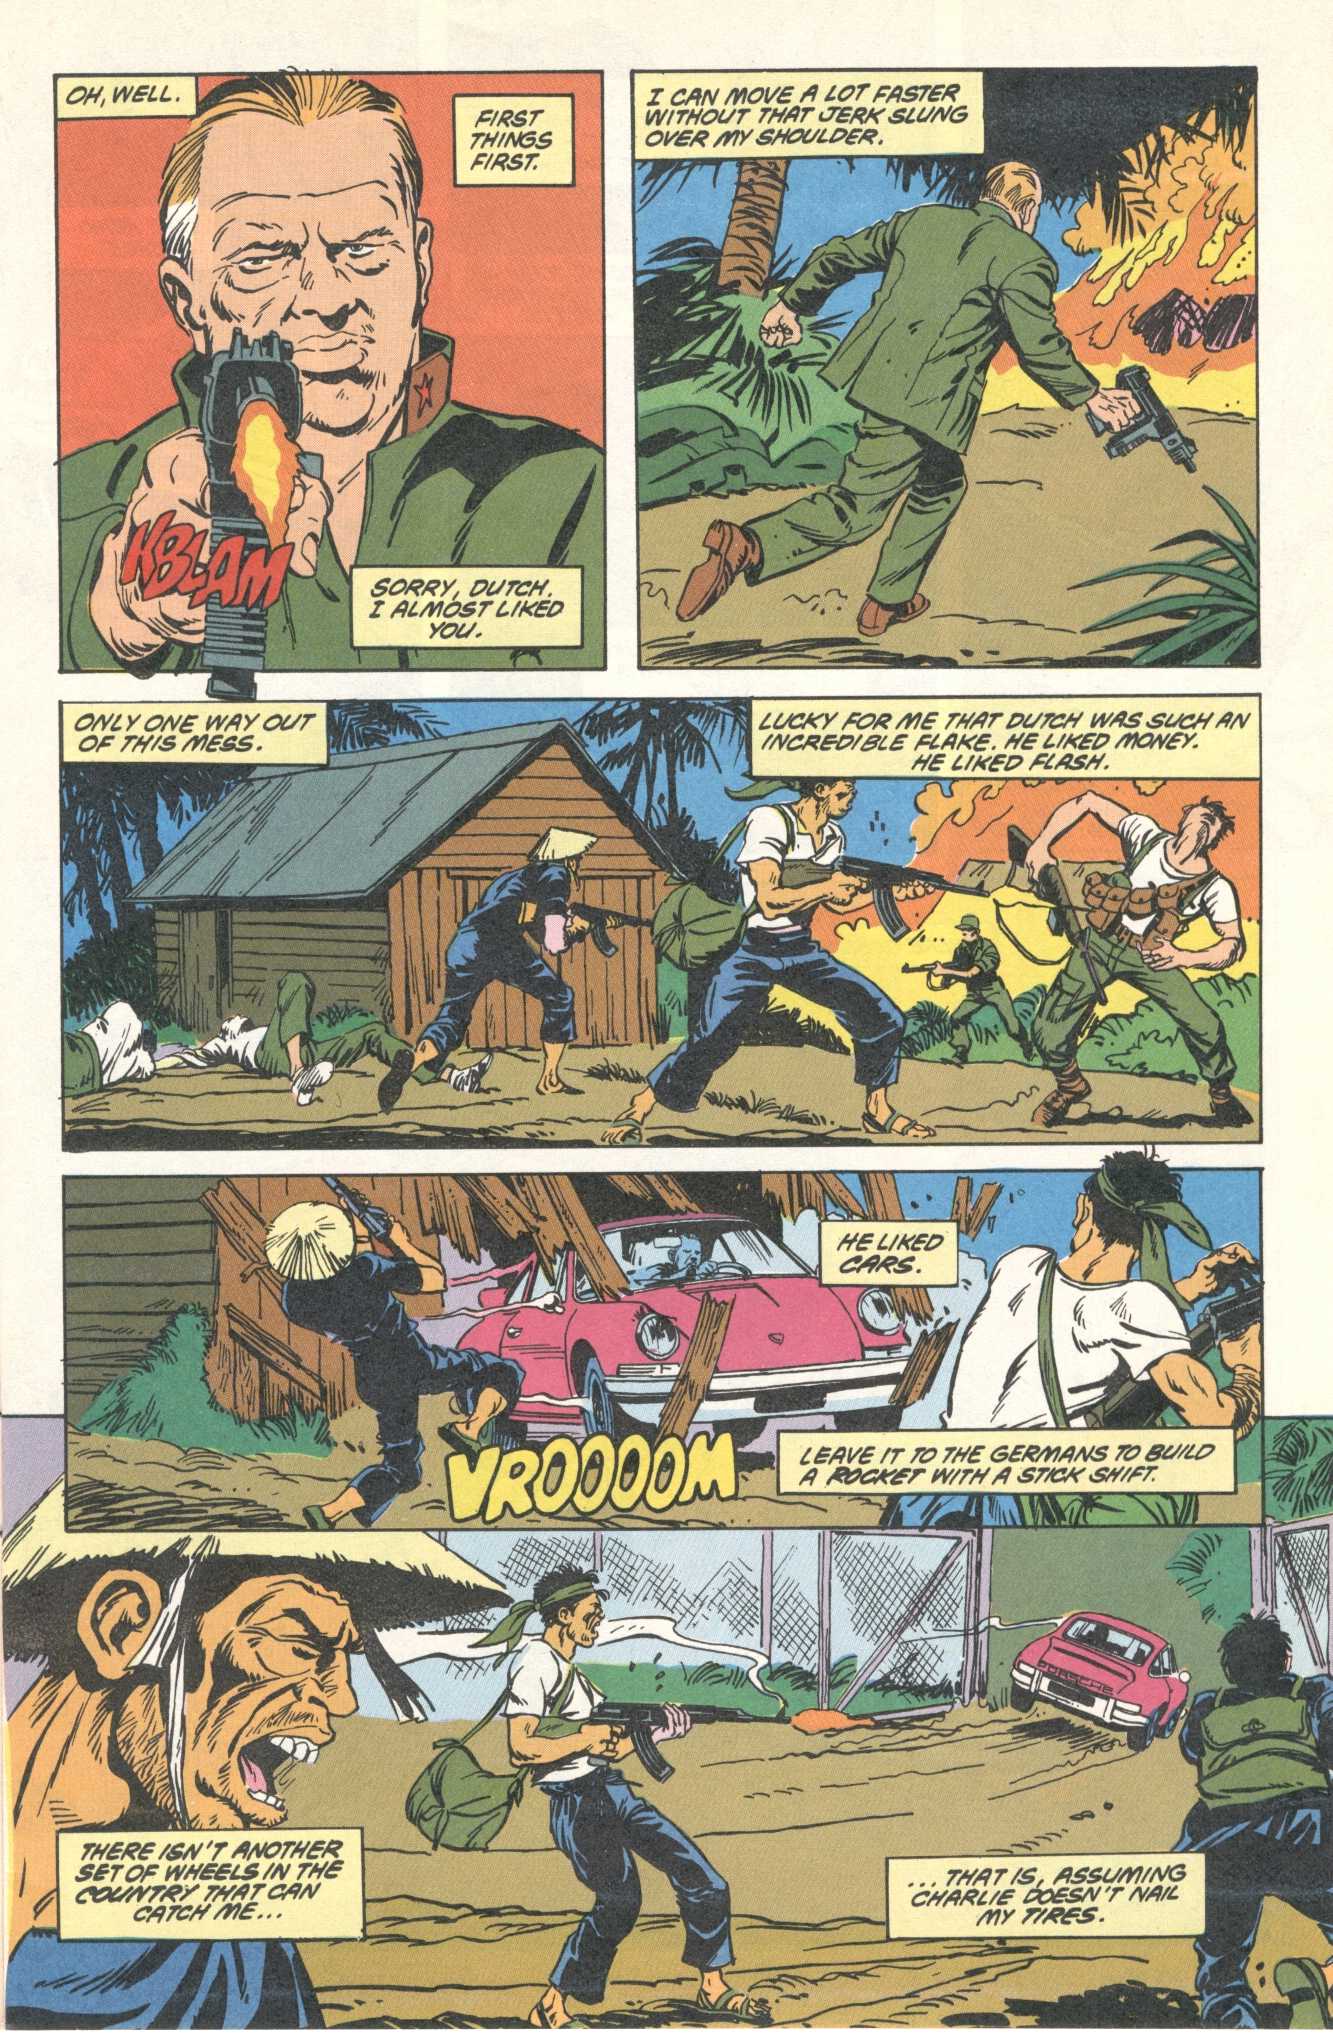 OH, WELL.
FIRST
THINGS
FIRST.
KBLAM
SORRY, DUTCH.
I ALMOST LIKED
YOU.
I CAN MOVE A LOT FASTER
WITHOUT THAT JERK SLUNG
OVER MY SHOULDER.
ONLY ONE WAY OUT
OF THIS MESS.
LUCKY FOR ME THAT DUTCH WAS SUCH AN
INCREDIBLE FLAKE. HE LIKED MONEY.
HE LIKED FLASH.
HE LIKED
CARS.
VROOOOM
LEAVE IT TO THE GERMANS TO BUILD
A ROCKET WITH A STICK SHIFT.
PORSCHE
THERE ISN'T ANOTHER
SET OF WHEELS IN THE
COUNTRY THAT CAN
CATCH ME...
...THAT IS, ASSUMING
CHARLIE DOESN'T NAIL
MY TIRES.